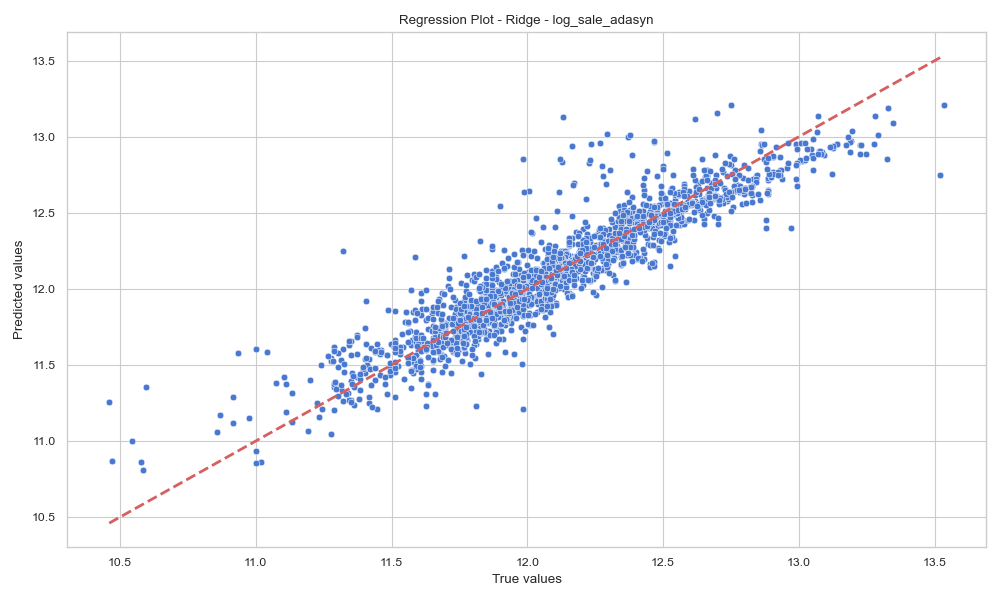 Regression Plot - Ridge - log_sale_adasyn
Predicted values
13.5
13.0
12.5
12.0
11.5
11.0
10.5
10.5 11.0 11.5 12.0 12.5 13.0 13.5
True values